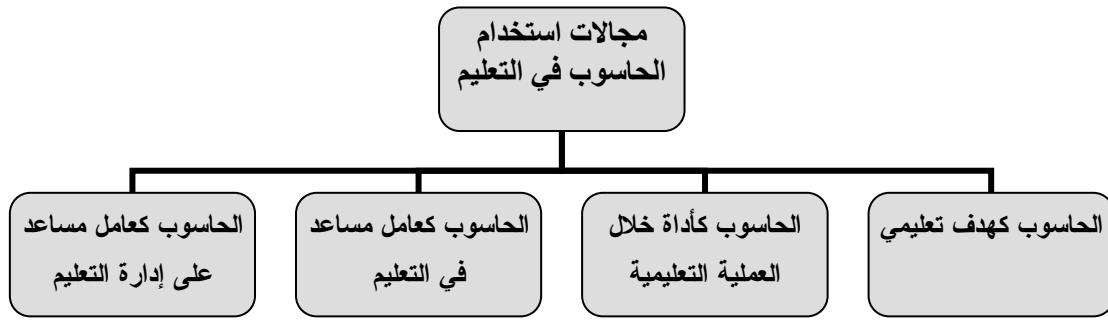 مجالات استخدام
الحاسوب في التعليم
الحاسوب كهدف تعليمي
الحاسوب كأداة خلال
العملية التعليمية
الحاسوب كعامل مساعد
في التعليم
الحاسوب كعامل مساعد
على إدارة التعليم